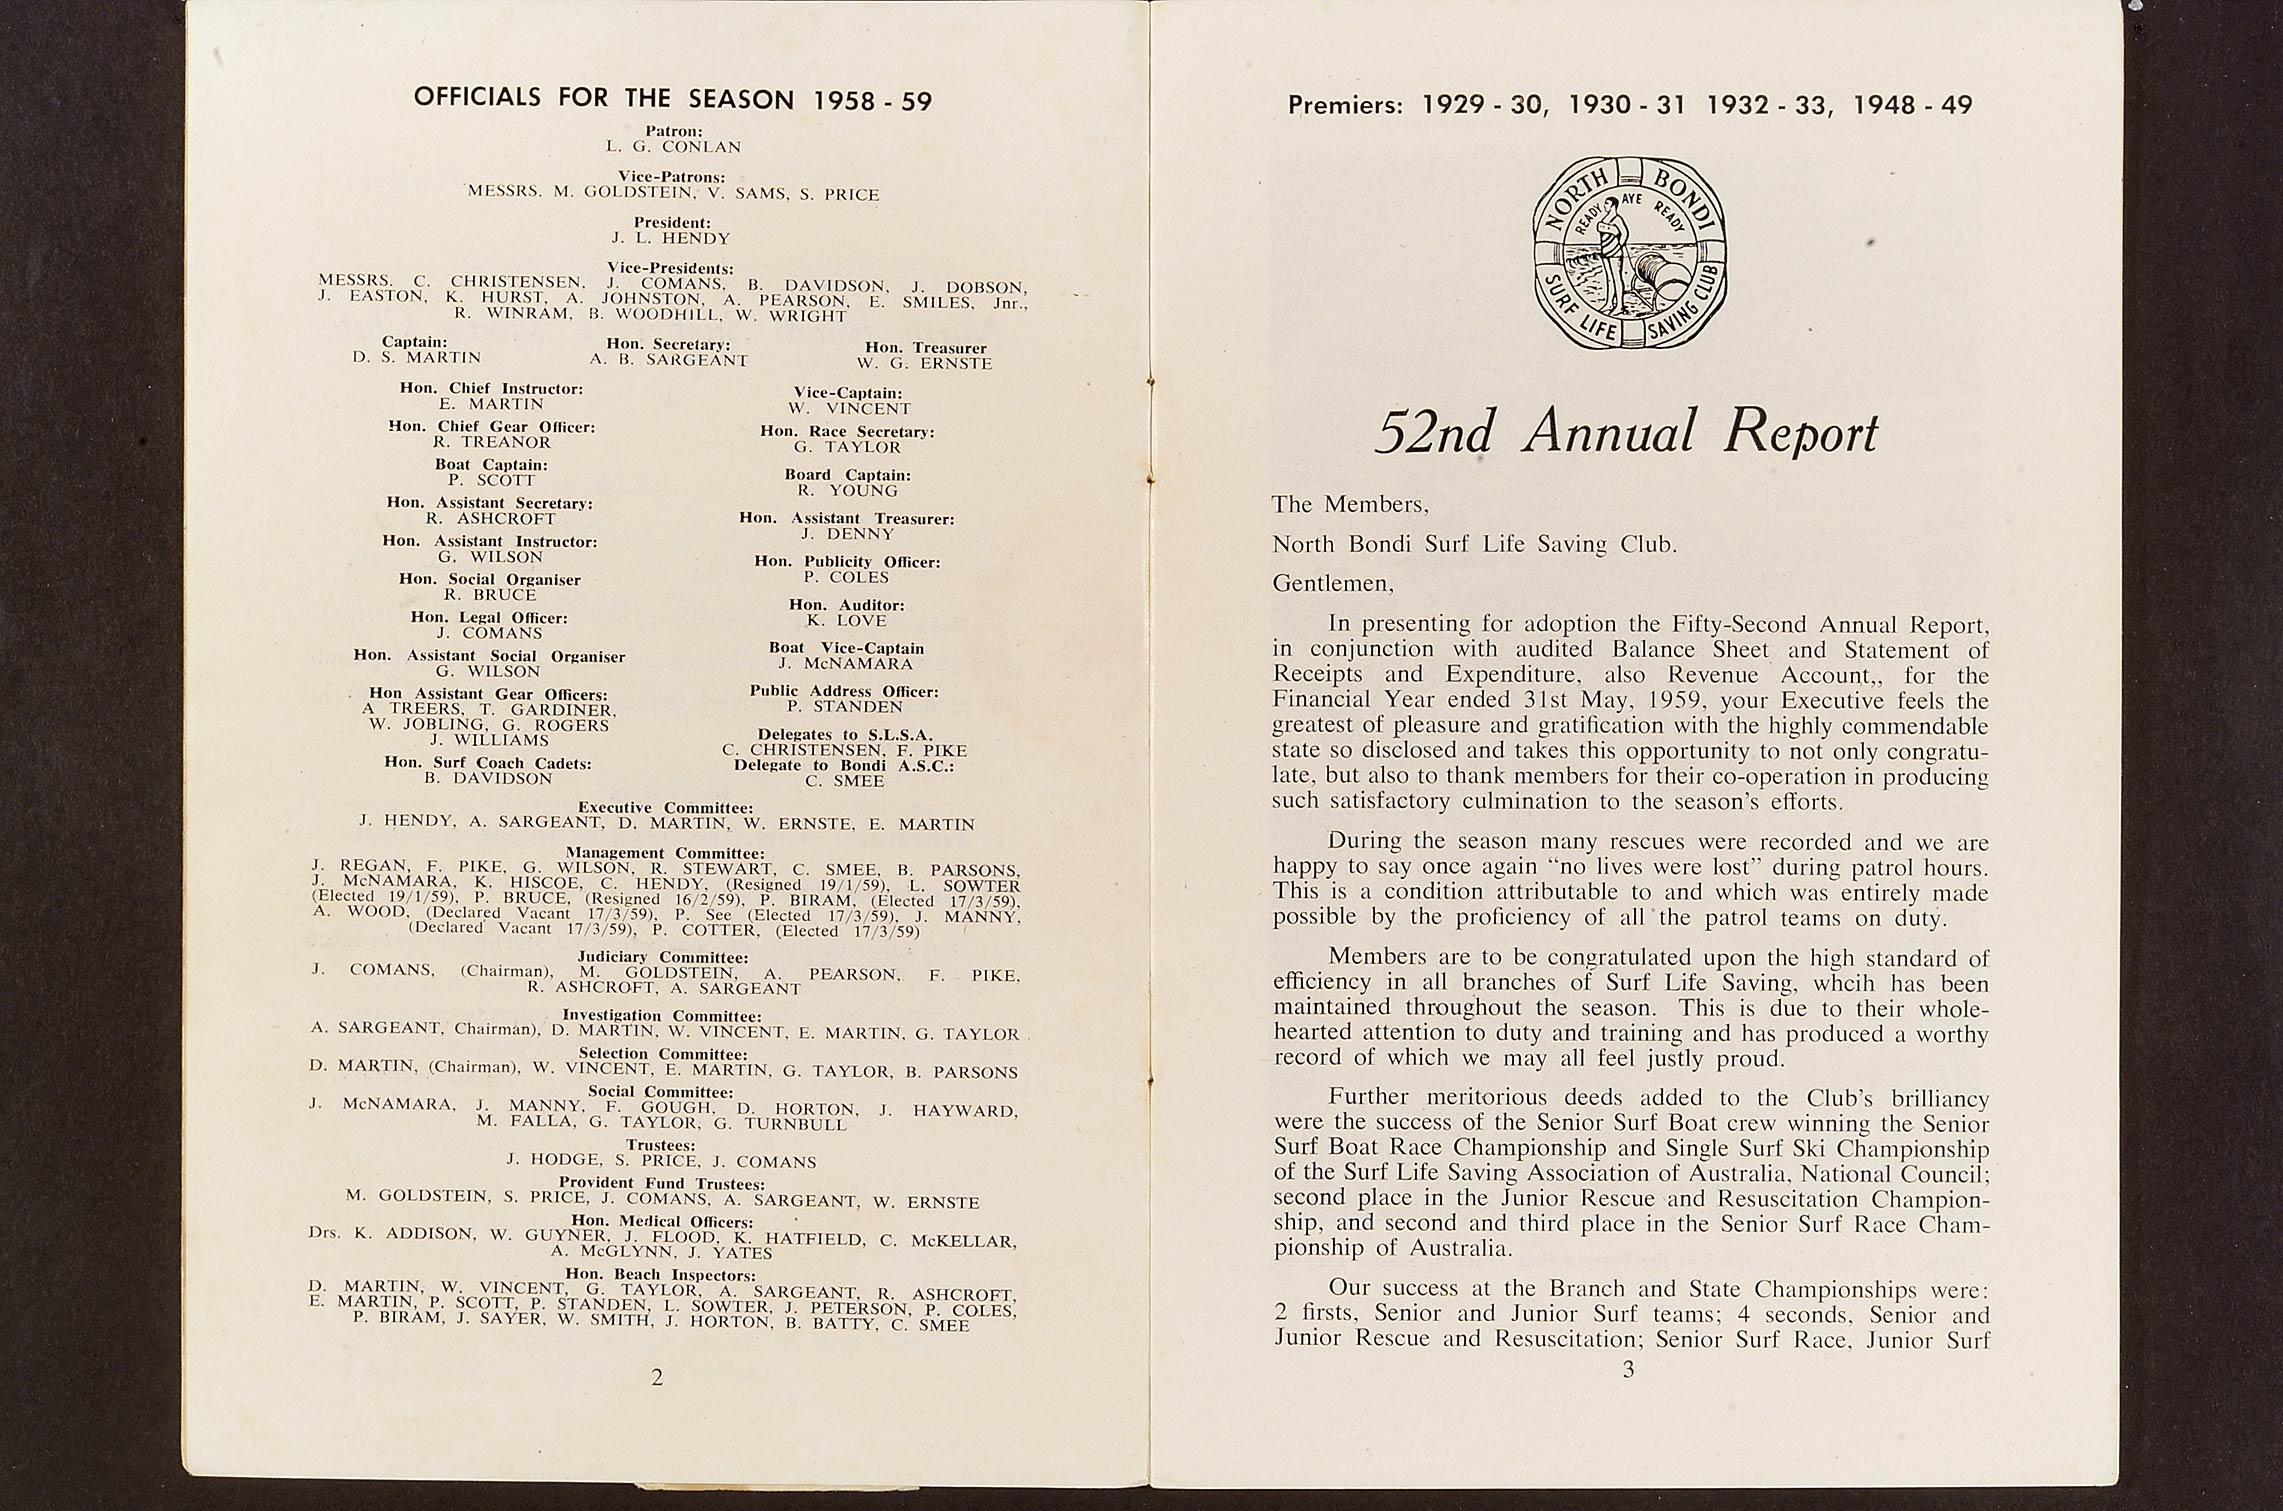 OFFICIALS FOR THE SEASON 1958 - 59
Patron:
L. G. CONLAN
Vice-Patrons:
MESSRS. M. GOLDSTEIN, V. SAMS, S. PRICE
President:
J. L. HENDY
Vice-Presidents:
MESSRS. C. CHRISTENSEN, J. COMANS, B. DAVIDSON, J. DOBSON,
J. EASTON, K. HURST, A. JOHNSTON, A. PEARSON, E. SMILES, Jnr.,
R. WINRAM, B. WOODHILL, W. WRIGHT
Captain:
D. S. MARTIN
Hon. Secretary:
A. B. SARGEANT
Hon. Treasurer
W. G. ERNSTE
Hon. Chief Instructor:
E. MARTIN
Hon. Chief Gear Officer:
R. TREANOR
Boat Captain:
P. SCOTT
Hon. Assistant Secretary:
R. ASHCROFT
Hon. Assistant Instructor:
G. WILSON
Hon. Social Organiser
R. BRUCE
Hon. Legal Officer:
J. COMANS
Hon. Assistant Social Organiser
G. WILSON
Hon Assistant Gear Officers:
A TREERS, T. GARDINER,
W. JOBLING, G. ROGERS
J. WILLIAMS
Hon. Surf Coach Cadets:
B. DAVIDSON
Vice-Captain:
W. VINCENT
Hon. Race Secretary:
G. TAYLOR
Board Captain:
R. YOUNG
Hon. Assistant Treasurer:
J. DENNY
Hon. Publicity Officer:
P. COLES
Hon. Auditor:
K. LOVE
Boat Vice-Captain
J. McNAMARA
Public Address Officer:
P. STANDEN
Delegates to S.L.S.A.
C. CHRISTENSEN, F. PIKE
Delegate to Bondi A.S.C.:
C. SMEE
Executive Committee:
J. HENDY, A. SARGEANT, D. MARTIN, W. ERNSTE, E. MARTIN
Management Committee:
J. REGAN, F. PIKE, G. WILSON, R. STEWART, C. SMEE, B. PARSONS,
J. McNAMARA, K. HISCOE, C. HENDY, (Resigned 19/1/59), L. SOWTER
(Elected 19/1/59), P. BRUCE, (Resigned 16/2/59), P. BIRAM, (Elected 17/3/59),
A. WOOD, (Declared Vacant 17/3/59), P. See (Elected 17/3/59), J. MANNY,
(Declared Vacant 17/3/59), P. COTTER, (Elected 17/3/59)
Judiciary Committee:
J. COMANS, (Chairman), M. GOLDSTEIN, A. PEARSON, F. PIKE,
R. ASHCROFT, A. SARGEANT
Investigation Committee:
A. SARGEANT, Chairman), D. MARTIN, W. VINCENT, E. MARTIN, G. TAYLOR
Selection Committee:
D. MARTIN, (Chairman), W. VINCENT, E. MARTIN, G. TAYLOR, B. PARSONS
Social Committee:
J. McNAMARA, J. MANNY, F. GOUGH, D. HORTON, J. HAYWARD,
M. FALLA, G. TAYLOR, G. TURNBULL
Trustees:
J. HODGE, S. PRICE, J. COMANS
Provident Fund Trustees:
M. GOLDSTEIN, S. PRICE, J. COMANS, A. SARGEANT, W. ERNSTE
Hon. Medical Officers:
Drs. K. ADDISON, W. GUYNER, J. FLOOD, K. HATFIELD, C. McKELLAR,
A. McGLYNN, J. YATES
Hon. Beach Inspectors:
D. MARTIN, W. VINCENT, G. TAYLOR, A. SARGEANT, R. ASHCROFT,
E. MARTIN, P. SCOTT, P. STANDEN, L. SOWTER, J. PETERSON, P. COLES,
P. BIRAM, J. SAYER, W. SMITH, J. HORTON, B. BATTY, C. SMEE
2
Premiers: 1929 - 30, 1930 - 31 1932 - 33, 1948 - 49
NORTH BONDI
READY AYE READY
SURF LIFE SAVING CLUB
52nd Annual Report
The Members,
North Bondi Surf Life Saving Club.
Gentlemen,
In presenting for adoption the Fifty-Second Annual Report,
in conjunction with audited Balance Sheet and Statement of
Receipts and Expenditure, also Revenue Account,, for the
Financial Year ended 31st May, 1959, your Executive feels the
greatest of pleasure and gratification with the highly commendable
state so disclosed and takes this opportunity to not only congratu-
late, but also to thank members for their co-operation in producing
such satisfactory culmination to the season's efforts.
During the season many rescues were recorded and we are
happy to say once again "no lives were lost" during patrol hours.
This is a condition attributable to and which was entirely made
possible by the proficiency of all the patrol teams on duty.
Members are to be congratulated upon the high standard of
efficiency in all branches of Surf Life Saving, whcih has been
maintained throughout the season. This is due to their whole-
hearted attention to duty and training and has produced a worthy
record of which we may all feel justly proud.
Further meritorious deeds added to the Club's brilliancy
were the success of the Senior Surf Boat crew winning the Senior
Surf Boat Race Championship and Single Surf Ski Championship
of the Surf Life Saving Association of Australia, National Council;
second place in the Junior Rescue and Resuscitation Champion-
ship, and second and third place in the Senior Surf Race Cham-
pionship of Australia.
Our success at the Branch and State Championships were:
2 firsts, Senior and Junior Surf teams; 4 seconds, Senior and
Junior Rescue and Resuscitation; Senior Surf Race, Junior Surf
3